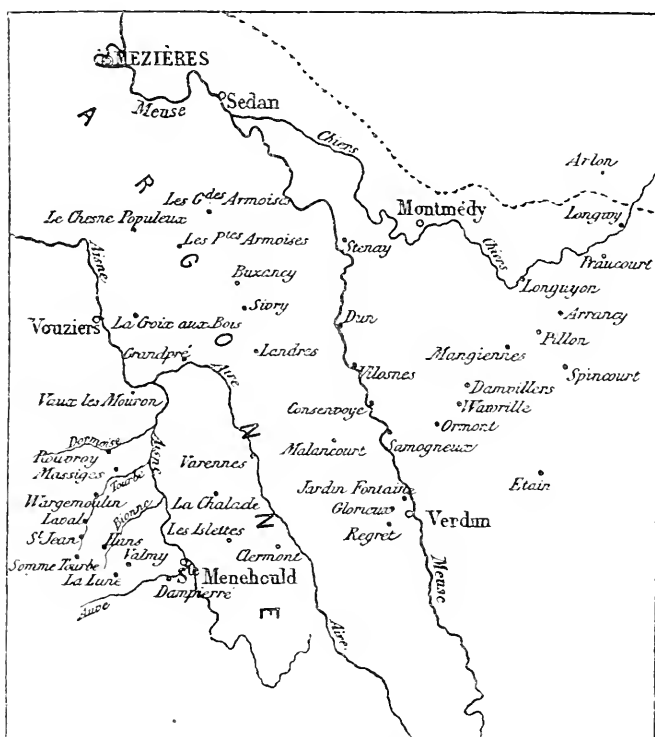 MEZIÈRES
Meuse
Sedan
Chiers
Arlon
A
R
G
O
N
N
E
Les Gdes Armoises
Le Chesne Populeux
Les Ptes Armoises
Montmédy
Longwy
Stenay
Chiers
Praucourt
Aisne
Buzancy
Longuyon
Sivry
Arrancy
Vouziers
La Croix aux Bois
Dun
Pillon
Grandpré
Aire
Landres
Mangiennes
Vilosnes
Spincourt
Damvillers
Vaux les Mouron
Consenvoye
Wavrille
Ormont
Dormoise
Rouvroy
Aisne
Malancourt
Samogneux
Massiges
Tourbe
Varennes
Etain
Wargemoulin
La Chalade
Jardin Fontaine
Laval
Bionne
Glorieux
Verdun
St Jean
Hans
Les Islettes
Regret
Somme Tourbe
Valmy
Clermont
La Lune
Ste Menehould
Meuse
Dampierre
Auve
Aire